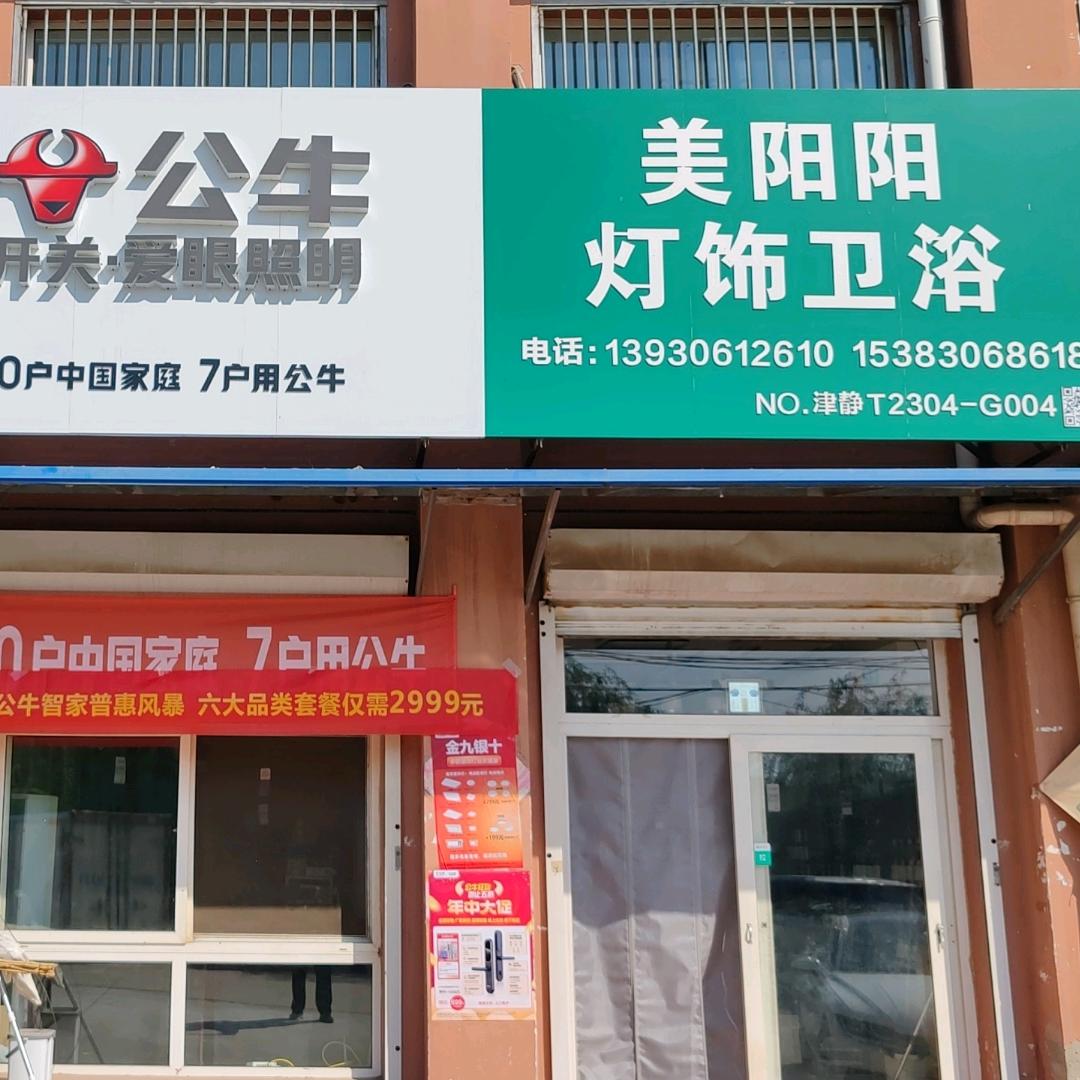 公牛
开关·爱眼照明
0户中国家庭 7户用公牛
美阳阳
灯饰卫浴
电话:13930612610 15383068618
NO.津静T2304-G004
0户中国家庭 7户用公牛
公牛智家普惠风暴 六大品类套餐仅需2999元
金九银十
年中大促
拉